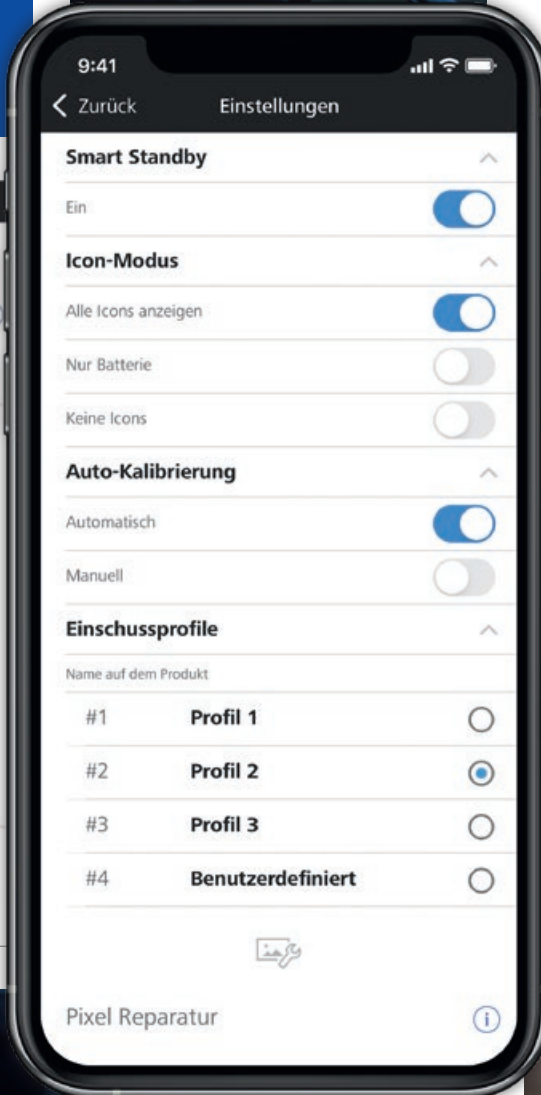 9:41
Zurück Einstellungen
Smart Standby
Ein
Icon-Modus
Alle Icons anzeigen
Nur Batterie
Keine Icons
Auto-Kalibrierung
Automatisch
Manuell
Einschussprofile
Name auf dem Produkt
#1 Profil 1
#2 Profil 2
#3 Profil 3
#4 Benutzerdefiniert
Pixel Reparatur
i